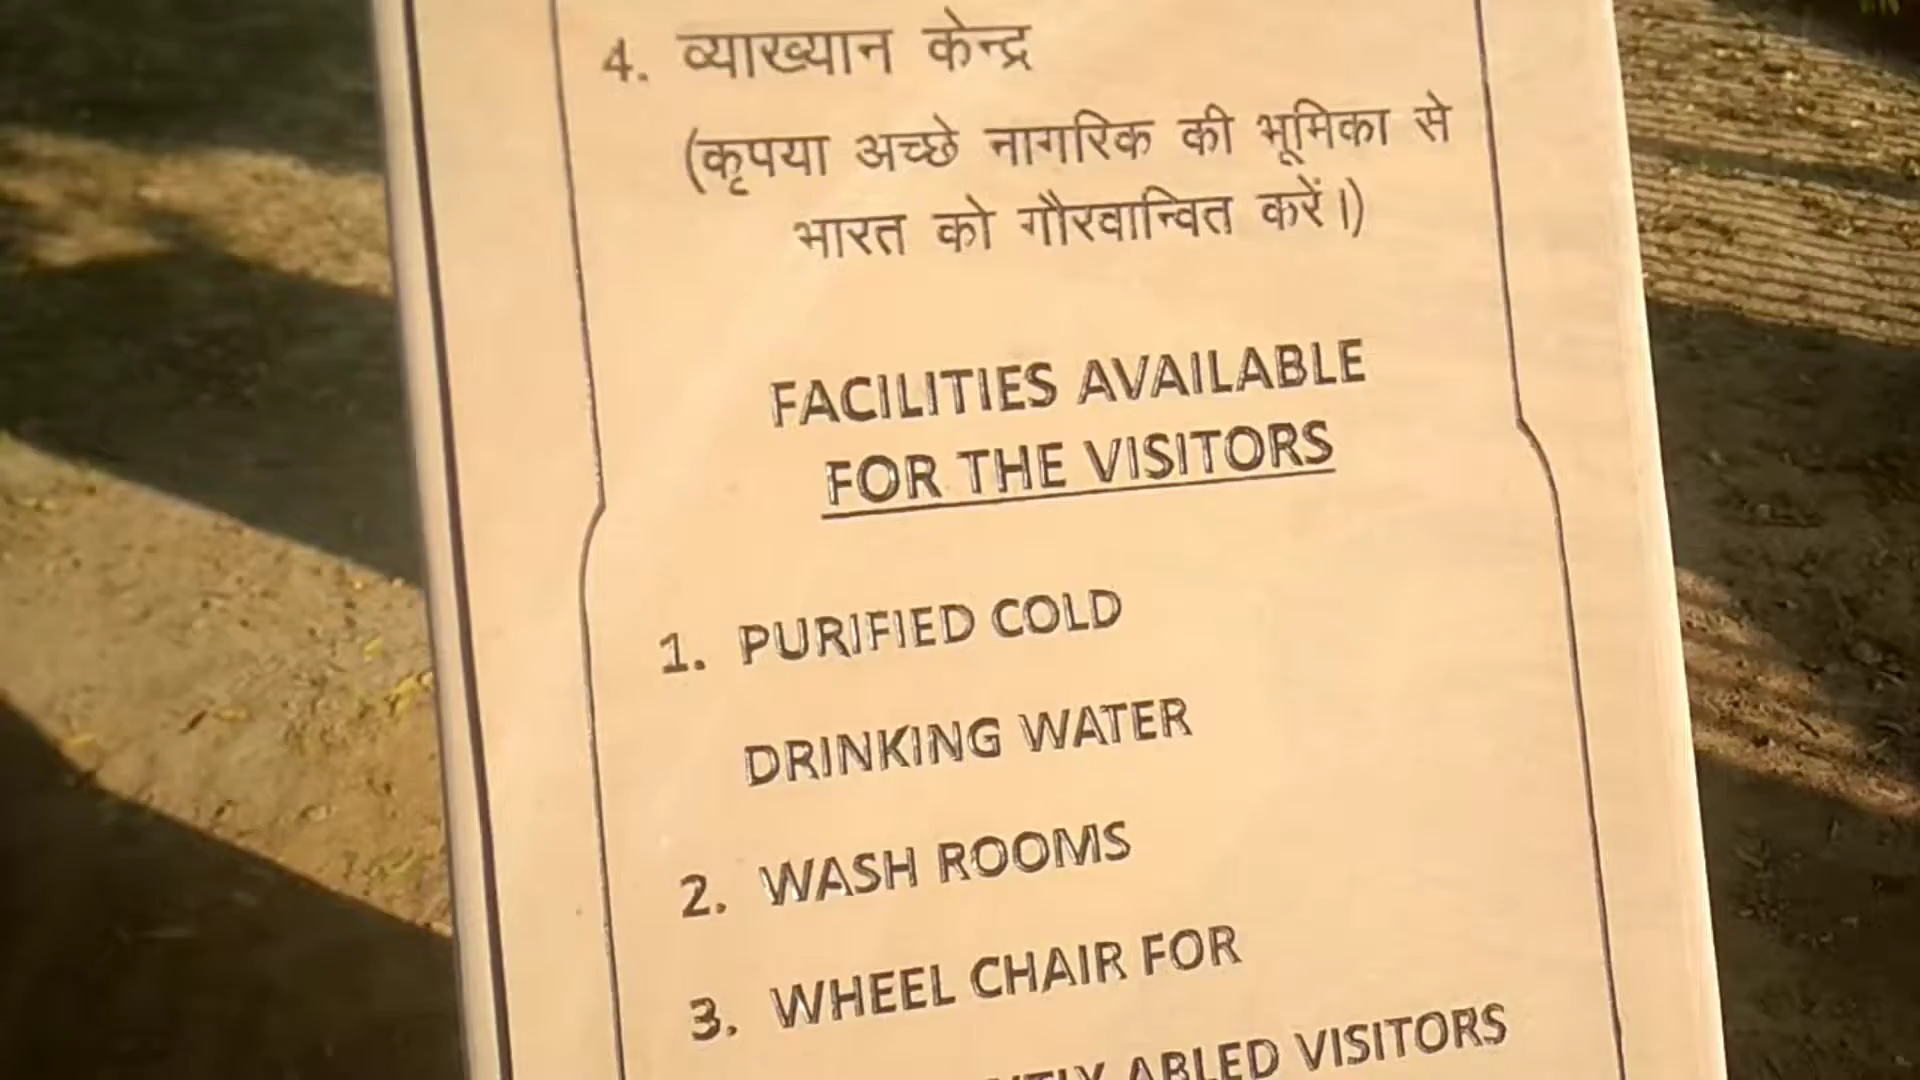 4. व्याख्यान केन्द्र
(कृपया अच्छे नागरिक की भूमिका से
भारत को गौरवान्वित करें।)
FACILITIES AVAILABLE
FOR THE VISITORS
1. PURIFIED COLD
DRINKING WATER
2. WASH ROOMS
3. WHEEL CHAIR FOR
ABLED VISITORS